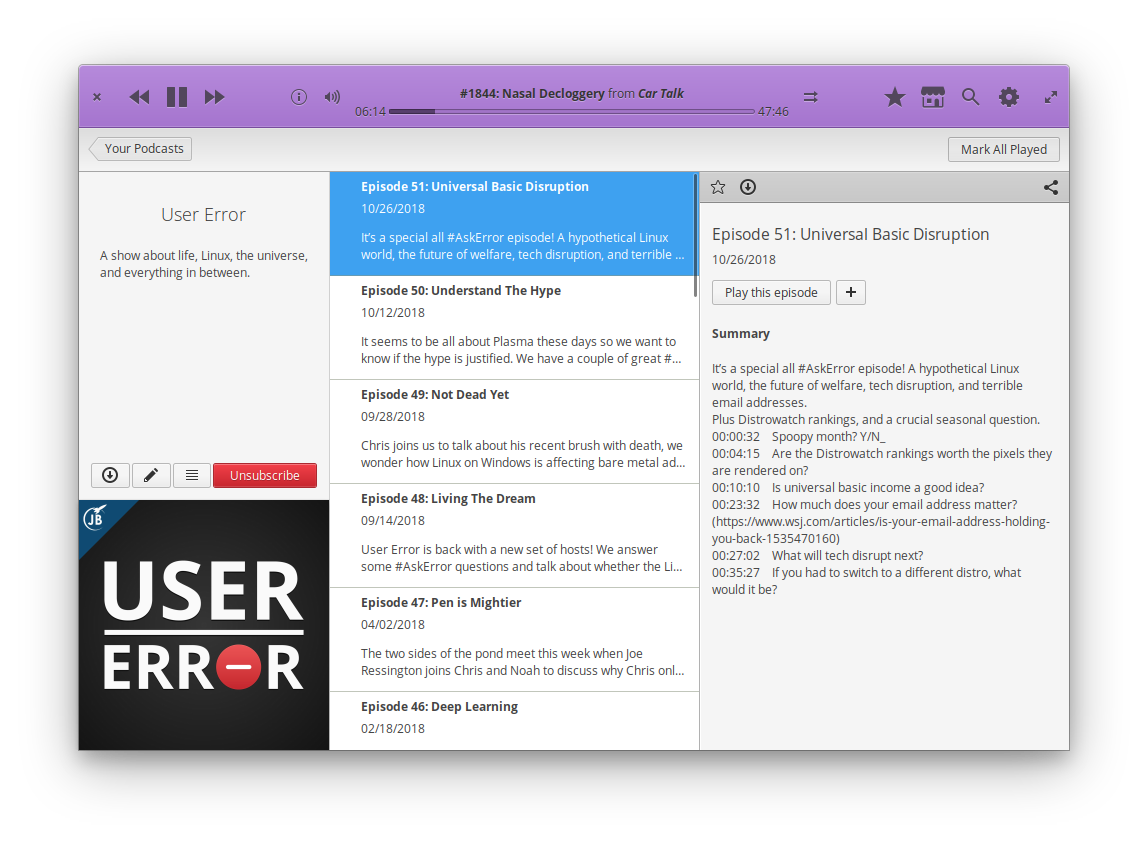 #1844: Nasal Decloggery from Car Talk
06:14
47:46
Your Podcasts
Mark All Played
User Error
A show about life, Linux, the universe,
and everything in between.
Unsubscribe
JB
USER
ERROR
Episode 51: Universal Basic Disruption
10/26/2018
It's a special all #AskError episode! A hypothetical Linux
world, the future of welfare, tech disruption, and terrible ...
Episode 50: Understand The Hype
10/12/2018
It seems to be all about Plasma these days so we want to
know if the hype is justified. We have a couple of great #...
Episode 49: Not Dead Yet
09/28/2018
Chris joins us to talk about his recent brush with death, we
wonder how Linux on Windows is affecting bare metal ad...
Episode 48: Living The Dream
09/14/2018
User Error is back with a new set of hosts! We answer
some #AskError questions and talk about whether the Li...
Episode 47: Pen is Mightier
04/02/2018
The two sides of the pond meet this week when Joe
Ressington joins Chris and Noah to discuss why Chris onl...
Episode 46: Deep Learning
02/18/2018
Episode 51: Universal Basic Disruption
10/26/2018
Play this episode
+
Summary
It's a special all #AskError episode! A hypothetical Linux
world, the future of welfare, tech disruption, and terrible
email addresses.
Plus Distrowatch rankings, and a crucial seasonal question.
00:00:32 Spoopy month? Y/N_
00:04:15 Are the Distrowatch rankings worth the pixels they
are rendered on?
00:10:10 Is universal basic income a good idea?
00:23:32 How much does your email address matter?
(https://www.wsj.com/articles/is-your-email-address-holding-
you-back-1535470160)
00:27:02 What will tech disrupt next?
00:35:27 If you had to switch to a different distro, what
would it be?